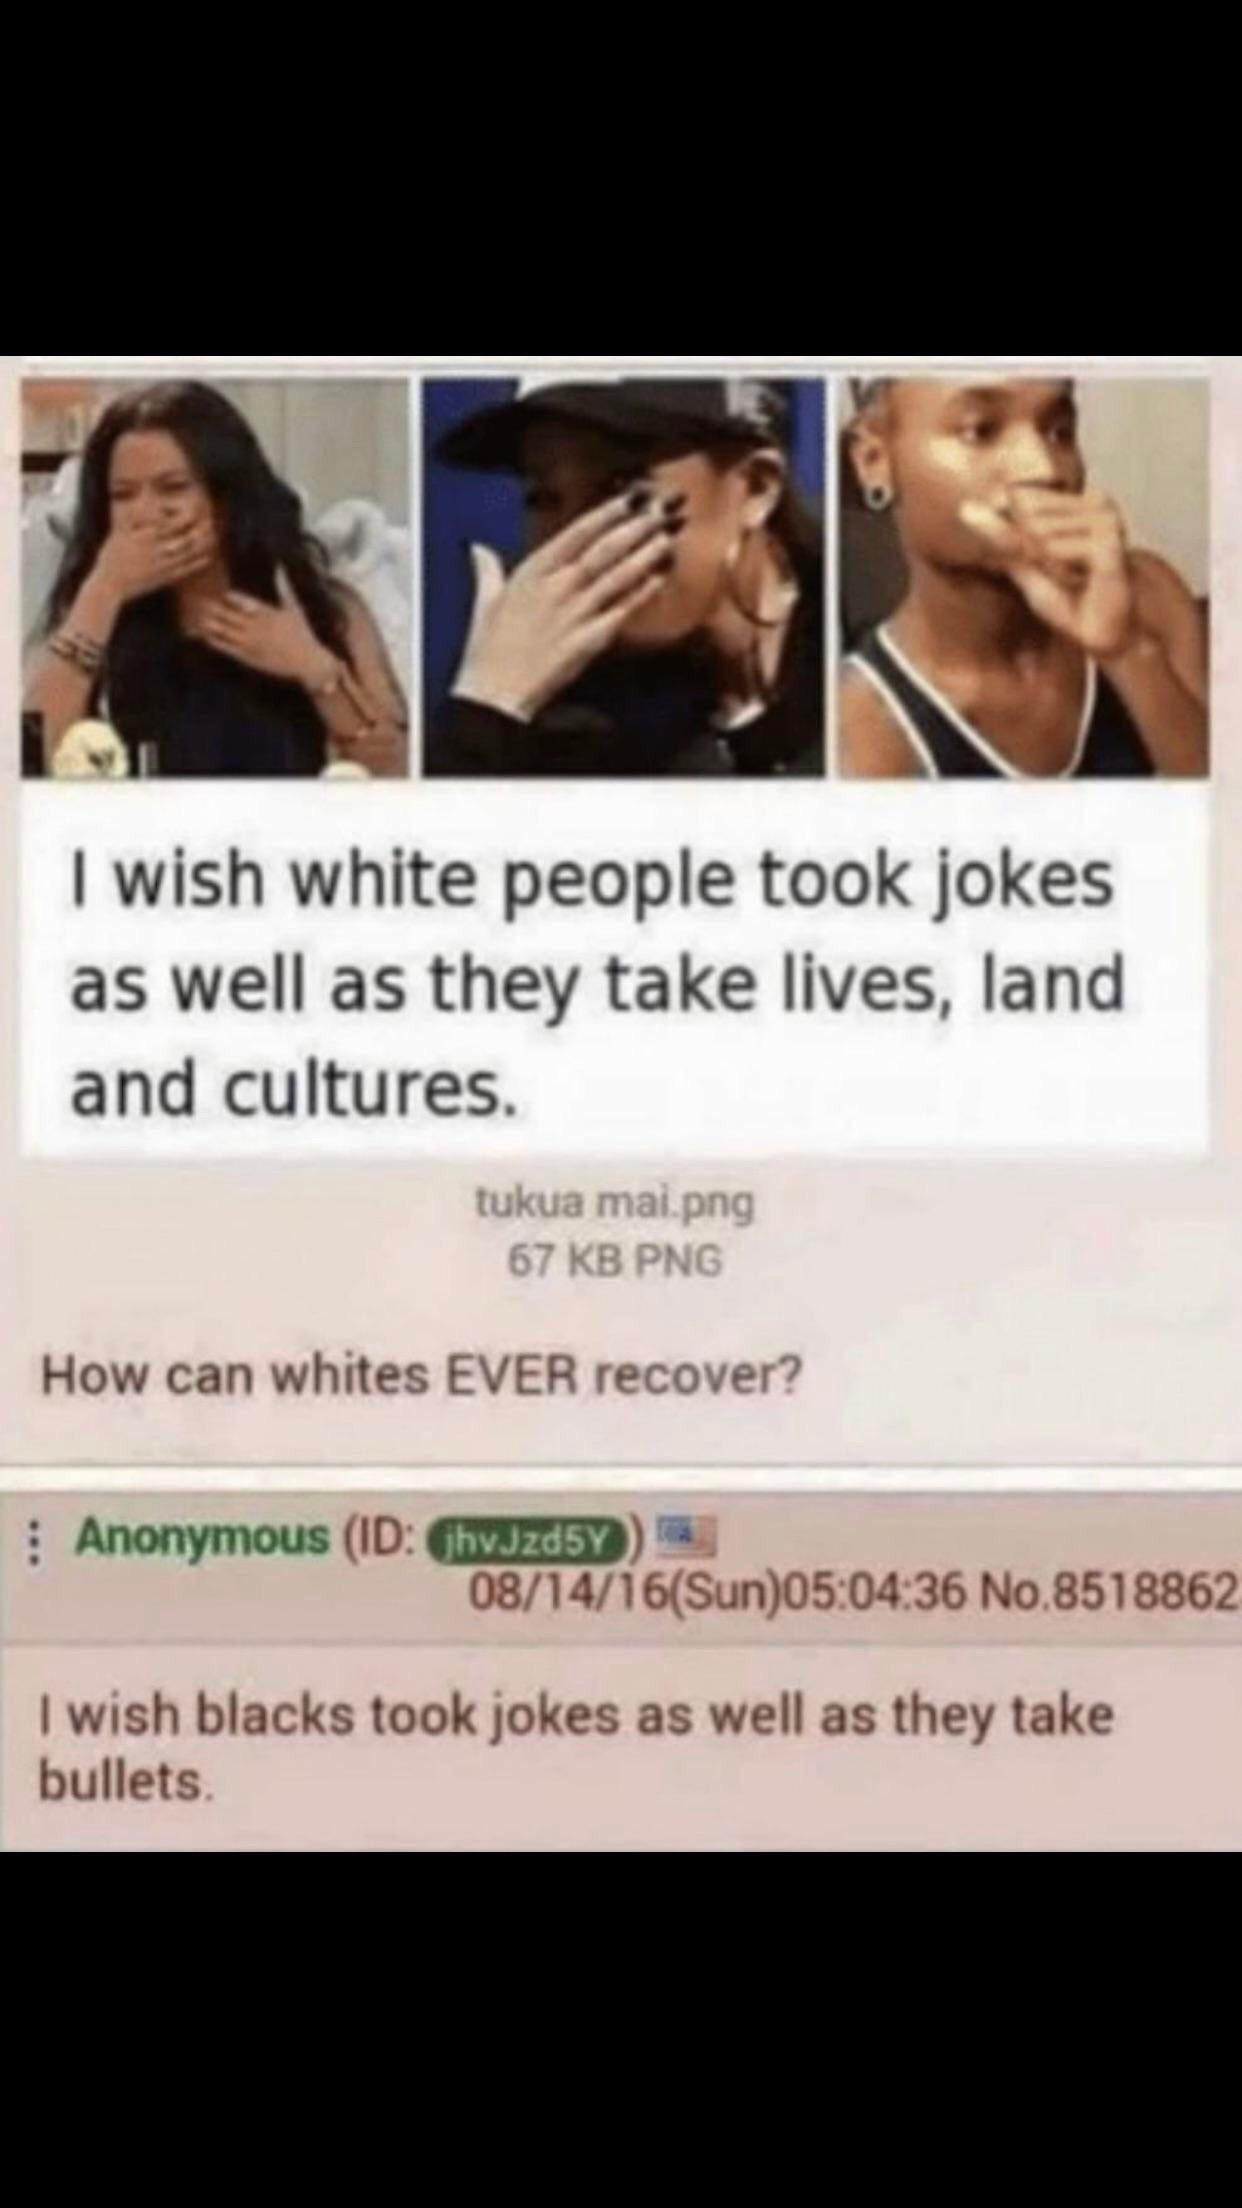 I wish white people took jokes
as well as they take lives, land
and cultures.
tukua mai.png
67 KB PNG
How can whites EVER recover?
Anonymous (ID: jhvJzd5Y)
08/14/16(Sun)05:04:36 No.8518862
I wish blacks took jokes as well as they take
bullets.